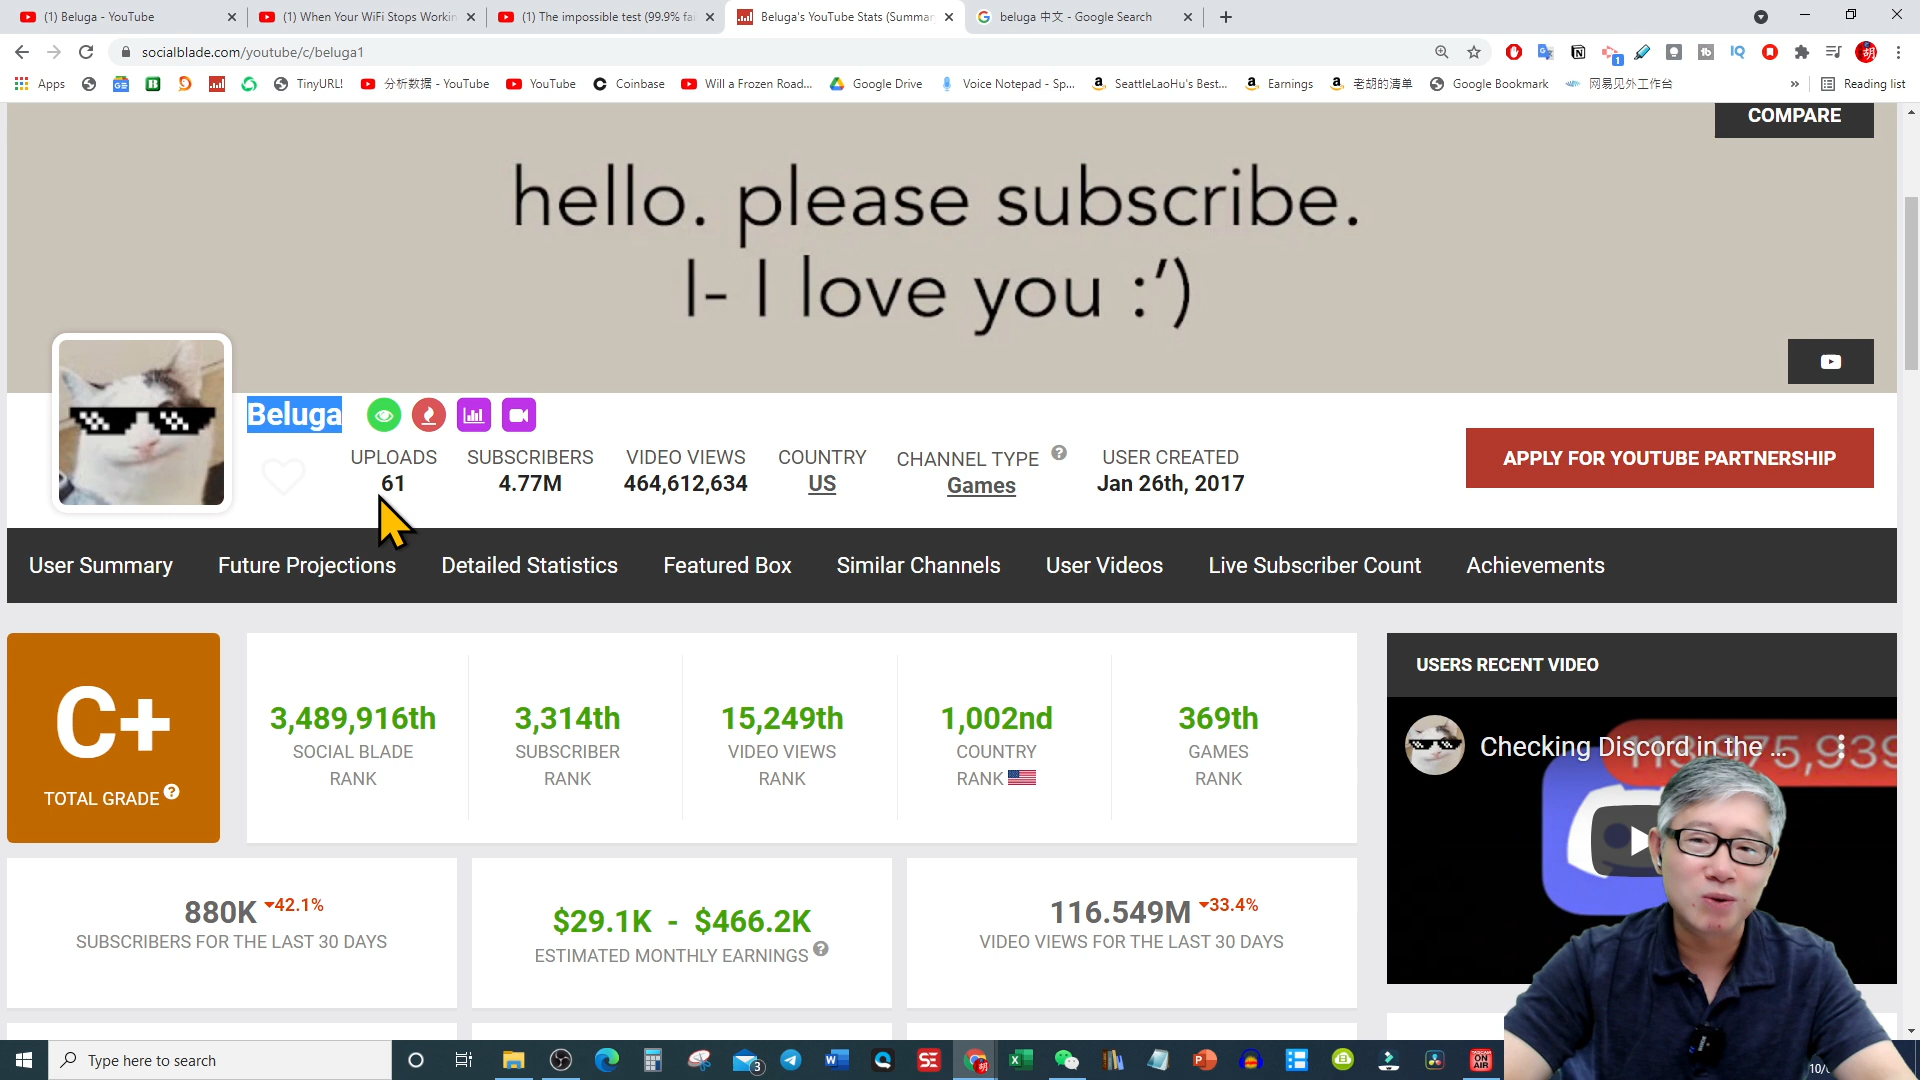 (1) Beluga - YouTube
(1) When Your WiFi Stops Workin
(1) The impossible test (99.9% fai
Beluga's YouTube Stats (Summar
beluga 中文 - Google Search
socialblade.com/youtube/c/beluga1
Apps
TinyURL!
分析数据 - YouTube
YouTube
Coinbase
Will a Frozen Road...
Google Drive
Voice Notepad - Sp...
SeattleLaoHu's Best...
Earnings
老胡的清单
Google Bookmark
网易见外工作台
»
Reading list
COMPARE
hello. please subscribe.
I- I love you :')
Beluga
UPLOADS
61
SUBSCRIBERS
4.77M
VIDEO VIEWS
464,612,634
COUNTRY
US
CHANNEL TYPE
Games
USER CREATED
Jan 26th, 2017
APPLY FOR YOUTUBE PARTNERSHIP
User Summary
Future Projections
Detailed Statistics
Featured Box
Similar Channels
User Videos
Live Subscriber Count
Achievements
C+
TOTAL GRADE
3,489,916th
SOCIAL BLADE
RANK
3,314th
SUBSCRIBER
RANK
15,249th
VIDEO VIEWS
RANK
1,002nd
COUNTRY
RANK
369th
GAMES
RANK
USERS RECENT VIDEO
Checking Discord in the ...
880K 42.1%
SUBSCRIBERS FOR THE LAST 30 DAYS
$29.1K - $466.2K
ESTIMATED MONTHLY EARNINGS
116.549M 33.4%
VIDEO VIEWS FOR THE LAST 30 DAYS
Type here to search
3
SE
ON
AIR